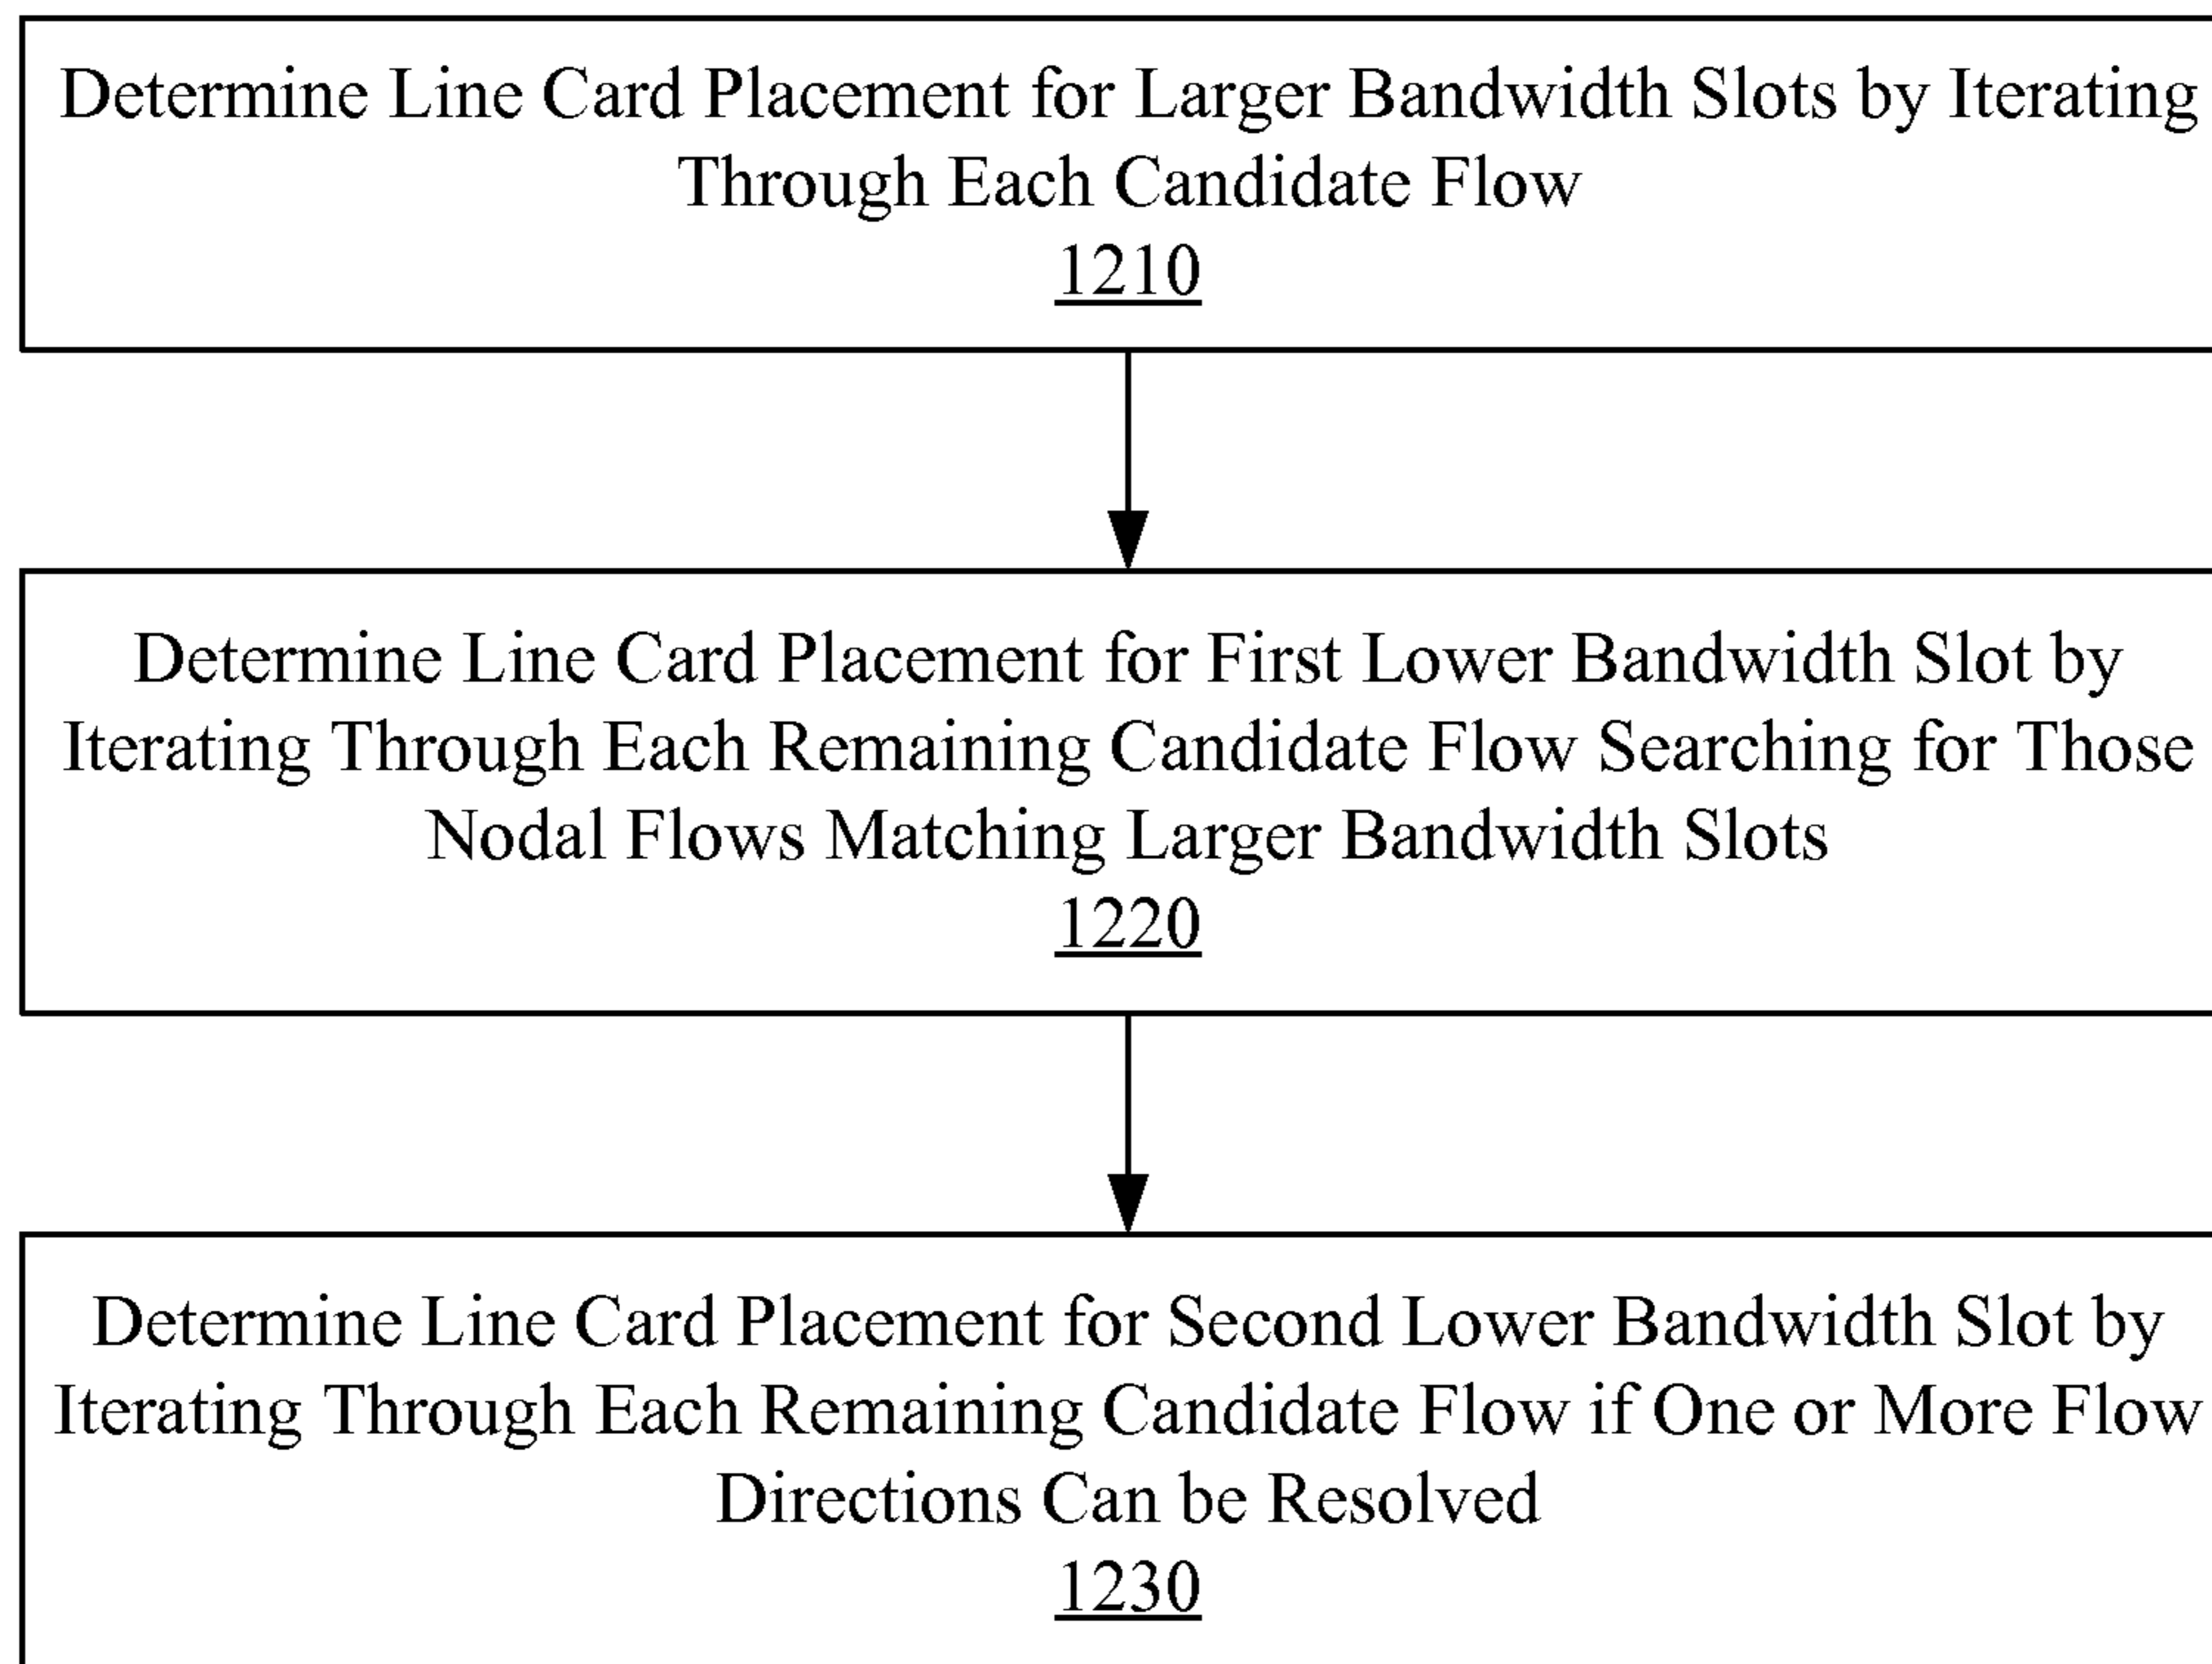 Determine Line Card Placement for Larger Bandwidth Slots by Iterating
Through Each Candidate Flow
1210
Determine Line Card Placement for First Lower Bandwidth Slot by
Iterating Through Each Remaining Candidate Flow Searching for Those
Nodal Flows Matching Larger Bandwidth Slots
1220
Determine Line Card Placement for Second Lower Bandwidth Slot by
Iterating Through Each Remaining Candidate Flow if One or More Flow
Directions Can be Resolved
1230